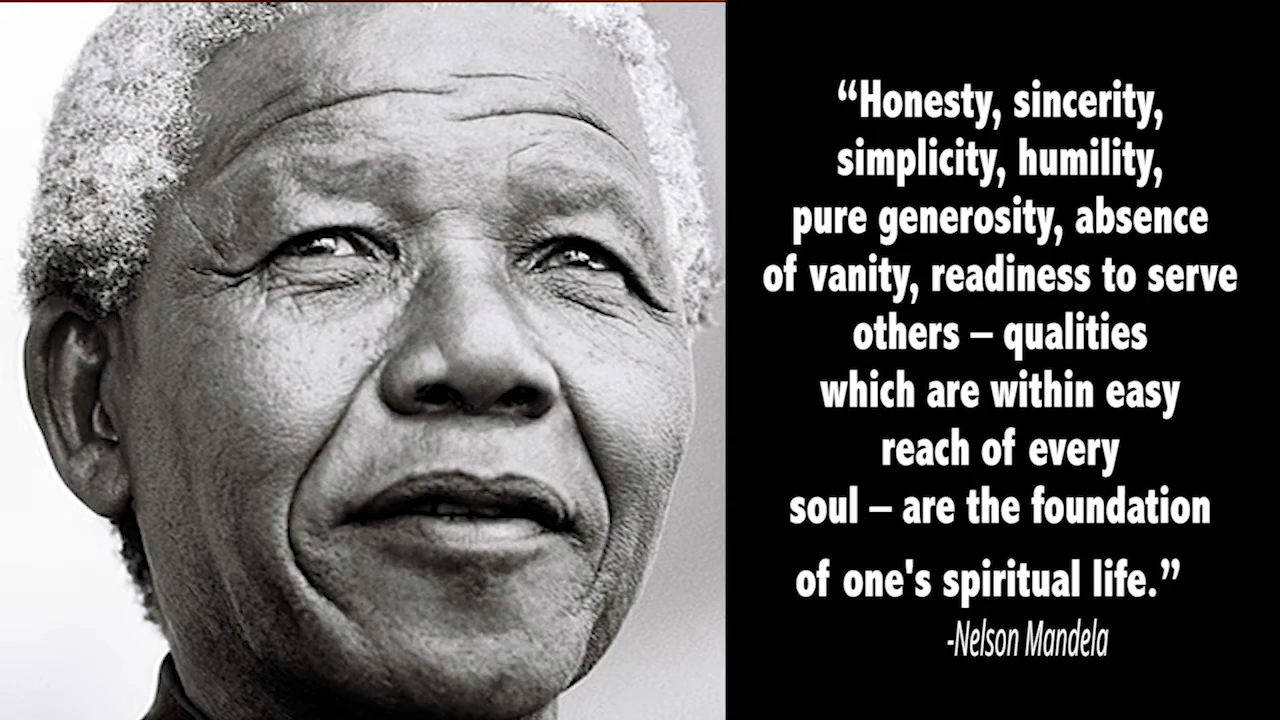 “Honesty, sincerity,
simplicity, humility,
pure generosity, absence
of vanity, readiness to serve
others – qualities
which are within easy
reach of every
soul – are the foundation
of one's spiritual life.”
-Nelson Mandela